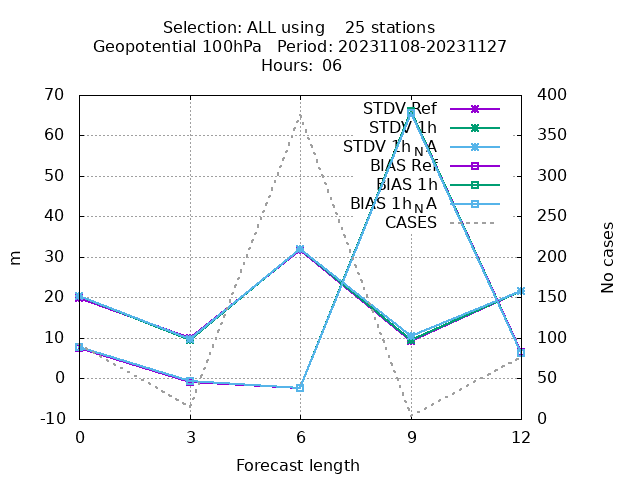 Selection: ALL using    25 stations
Geopotential 100hPa   Period: 20231108-20231127
Hours: 06
70
60
50
40
30
20
10
0
-10
m
400
350
300
250
200
150
100
50
0
No cases
STDV Ref
STDV 1h
STDV 1h_NA
BIAS Ref
BIAS 1h
BIAS 1h_NA
CASES
0 3 6 9 12
Forecast length